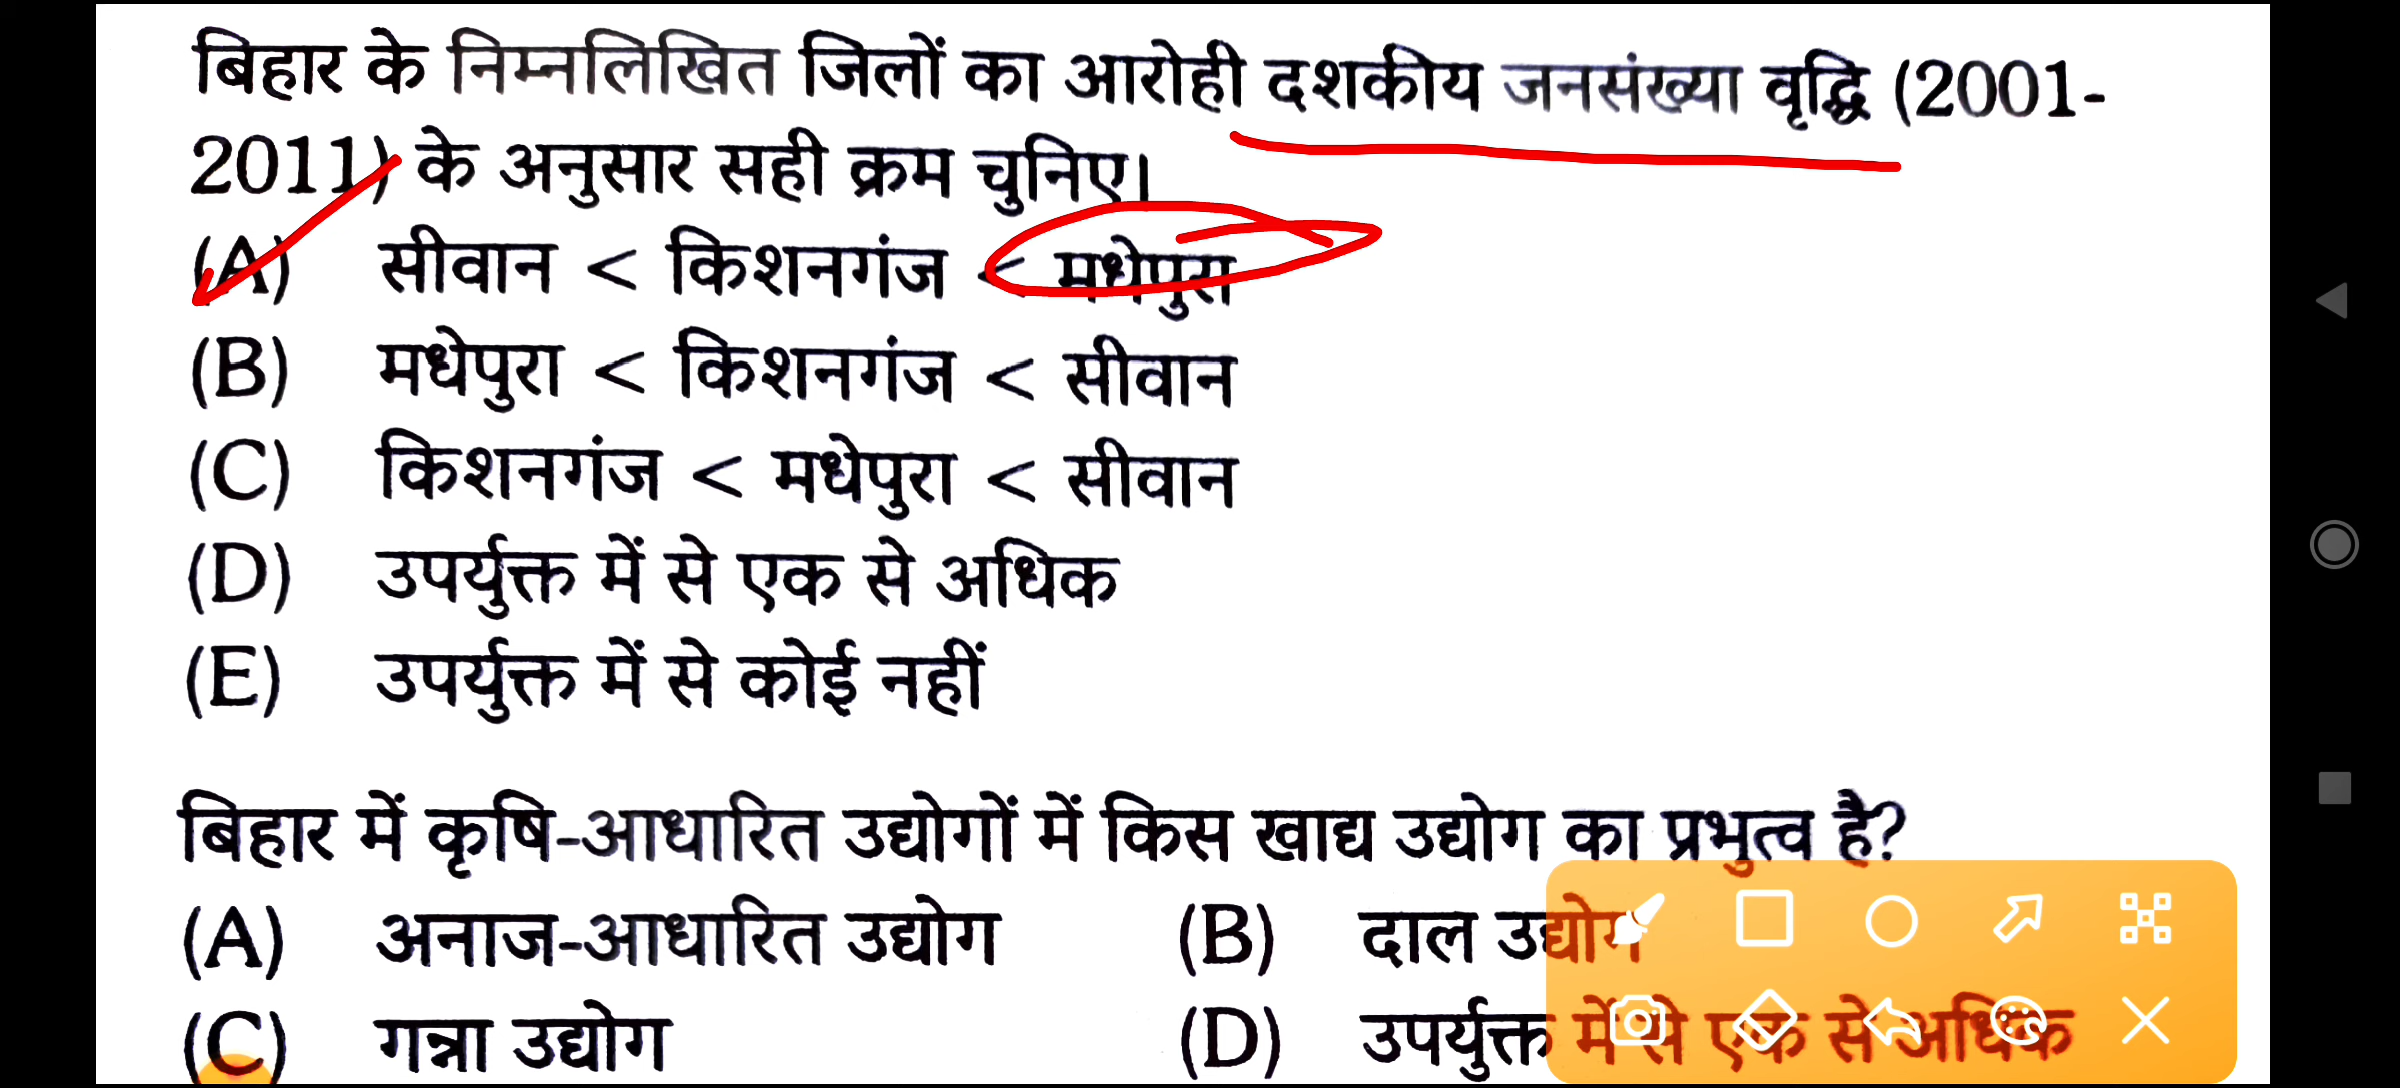 बिहार के निम्नलिखित जिलों का आरोही दशकीय जनसंख्या वृद्धि (2001-
2011) के अनुसार सही क्रम चुनिए।
(A) सीवान < किशनगंज < मधेपुरा
(B) मधेपुरा < किशनगंज < सीवान
(C) किशनगंज < मधेपुरा < सीवान
(D) उपर्युक्त में से एक से अधिक
(E) उपर्युक्त में से कोई नहीं
बिहार में कृषि-आधारित उद्योगों में किस खाद्य उद्योग का प्रभुत्व है?
(A) अनाज-आधारित उद्योग (B) दाल उद्योग
(C) गन्ना उद्योग (D) उपर्युक्त में से एक से अधिक